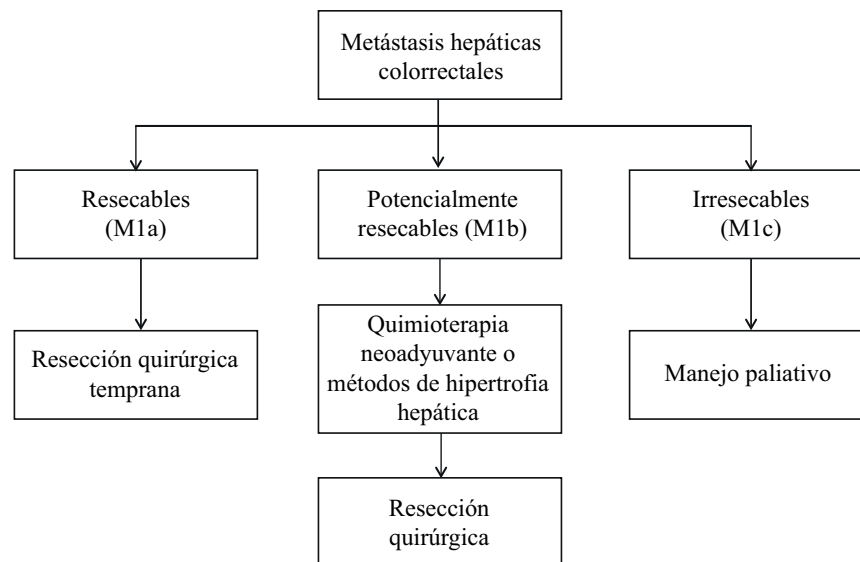 Metástasis hepáticas
colorrectales
Resecables
(M1a)
Potencialmente
resecables (M1b)
Irresecables
(M1c)
Resección quirúrgica
temprana
Quimioterapia
neoadyuvante o
métodos de hipertrofia
hepática
Manejo paliativo
Resección
quirúrgica